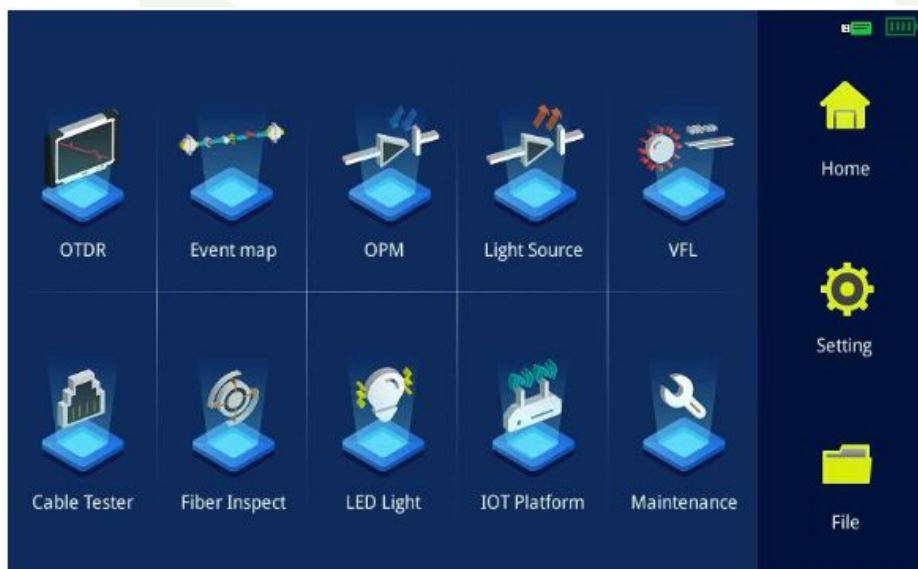 OTDR
Event map
OPM
Light Source
VFL
Cable Tester
Fiber Inspect
LED Light
IOT Platform
Maintenance
Home
Setting
File